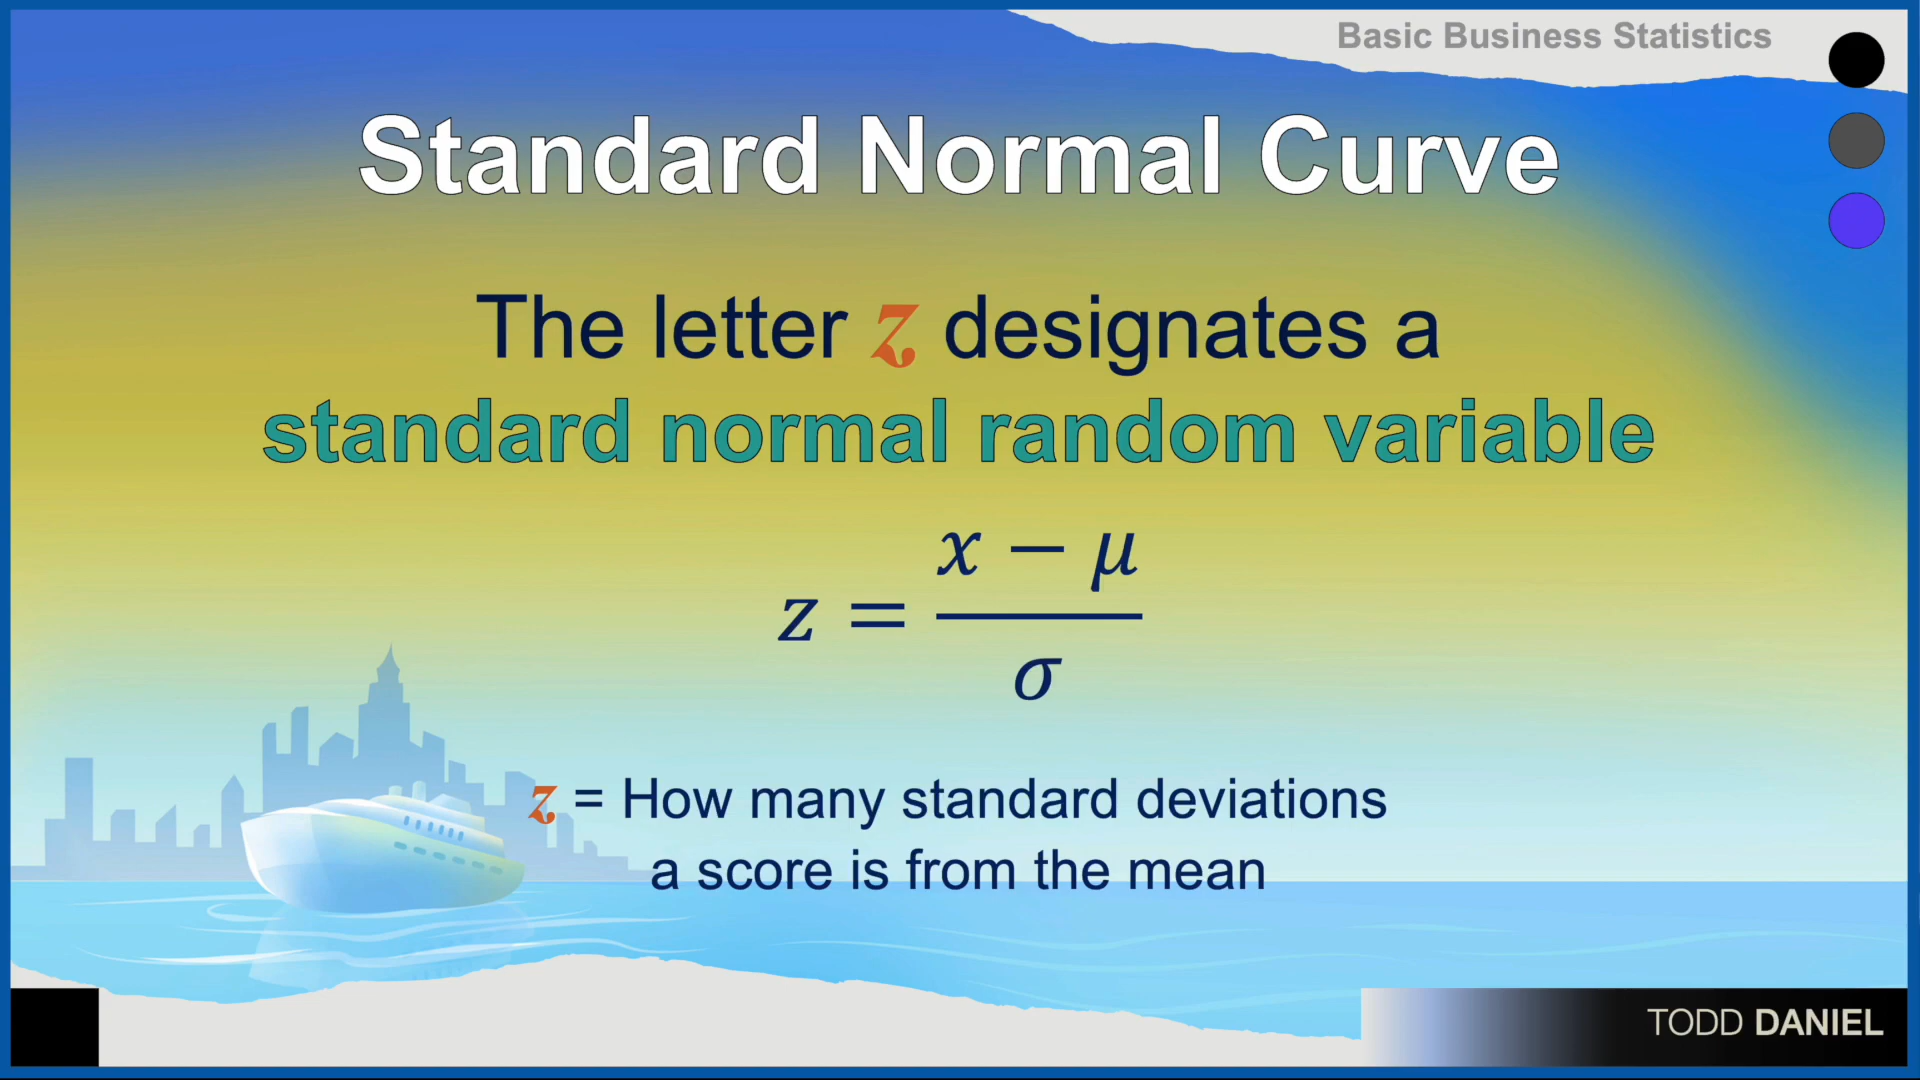 Basic Business Statistics
Standard Normal Curve
The letter z designates a
standard normal random variable
z = \frac{x - μ}{σ}
z = How many standard deviations
a score is from the mean
TODD DANIEL